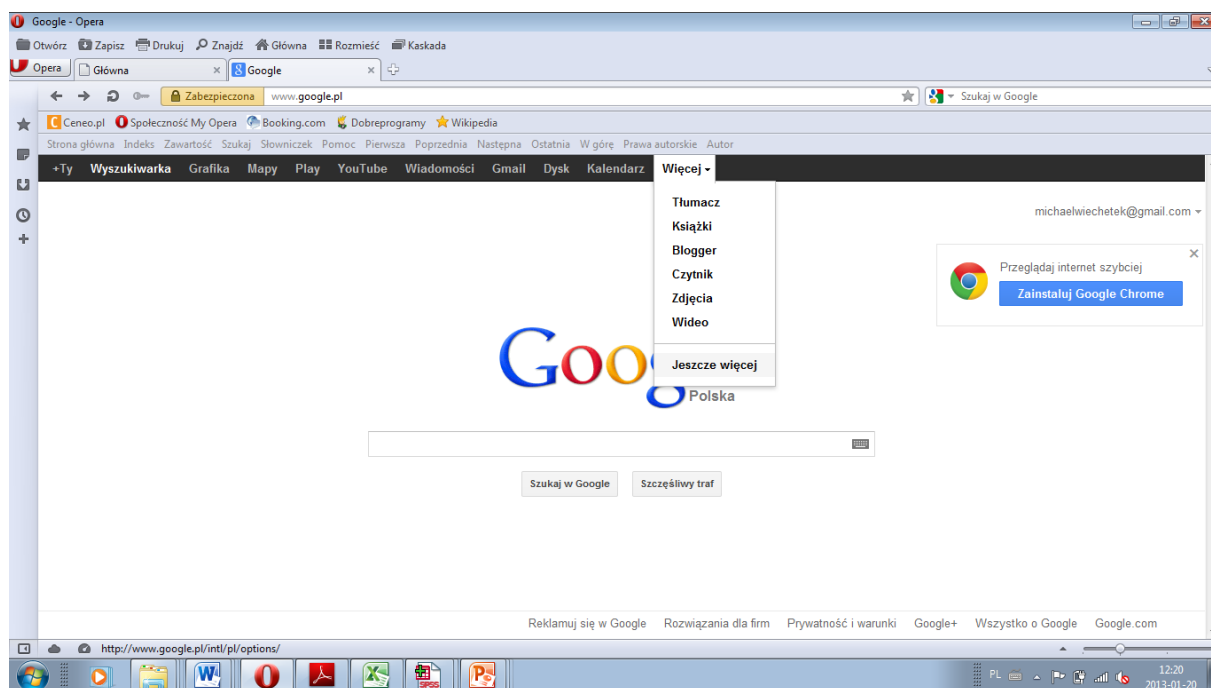 Google - Opera
Otwórz Zapisz Drukuj Znajdź Główna Rozmieść Kaskada
Opera Główna Google
Zabezpieczona www.google.pl Szukaj w Google
Ceneo.pl Społeczność My Opera Booking.com Dobreprogramy Wikipedia
Strona główna Indeks Zawartość Szukaj Słowniczek Pomoc Pierwsza Poprzednia Następna Ostatnia W górę Prawa autorskie Autor
+Ty Wyszukiwarka Grafika Mapy Play YouTube Wiadomości Gmail Dysk Kalendarz Więcej
Tłumacz
michaelwiechetek@gmail.com
Książki
Blogger
Czytnik
Zdjęcia
Wideo
Jeszcze więcej
Przeglądaj internet szybciej
Zainstaluj Google Chrome
Goog
Polska
Szukaj w Google Szczęśliwy traf
Reklamuj się w Google Rozwiązania dla firm Prywatność i warunki Google+ Wszystko o Google Google.com
http://www.google.pl/intl/pl/options/
W SPSS P PL 12:20
2013-01-20